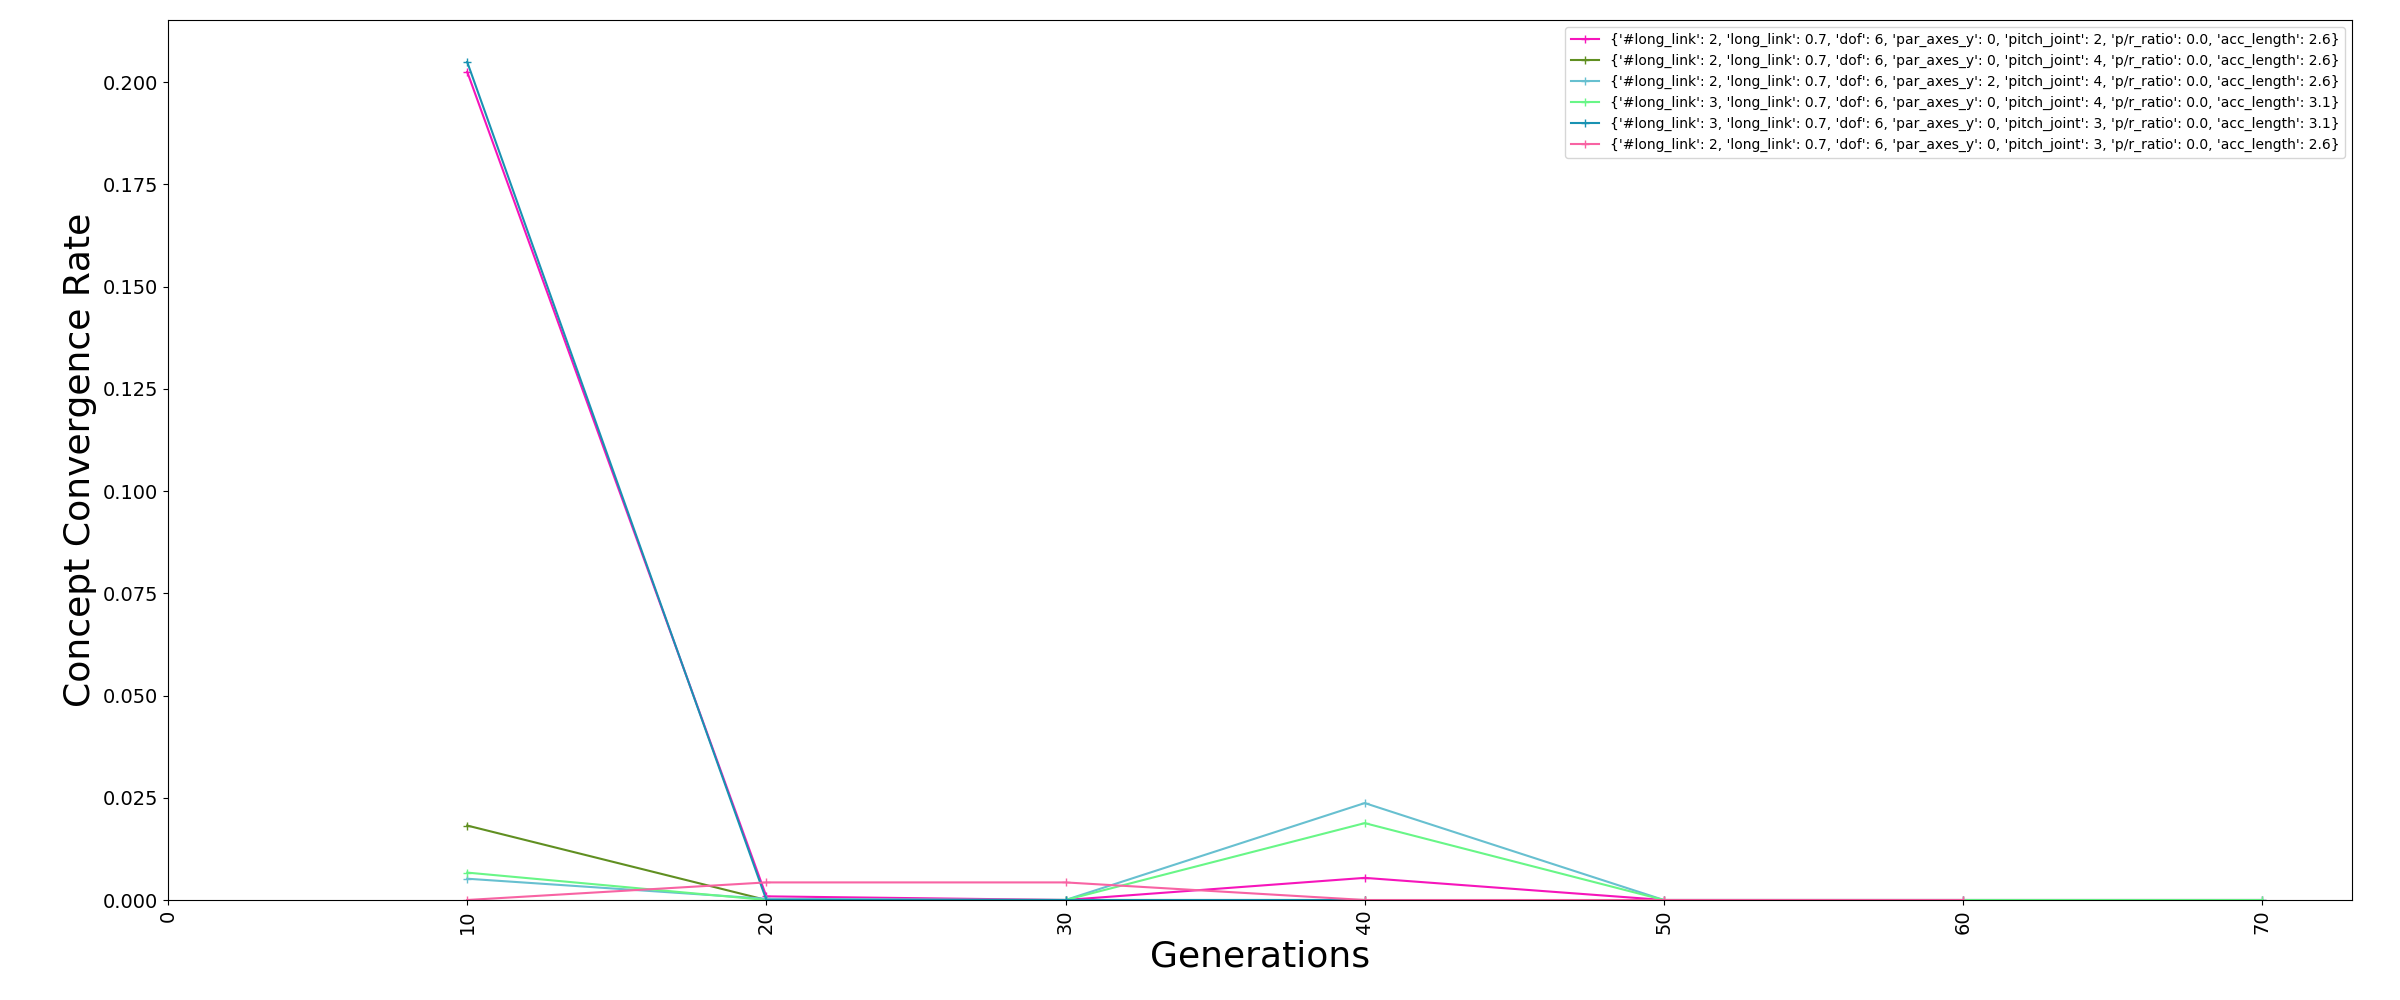 {'#long_link': 2, 'long_link': 0.7, 'dof': 6, 'par_axes_y': 0, 'pitch_joint': 2, 'p/r_ratio': 0.0, 'acc_length': 2.6}
{'#long_link': 2, 'long_link': 0.7, 'dof': 6, 'par_axes_y': 0, 'pitch_joint': 4, 'p/r_ratio': 0.0, 'acc_length': 2.6}
{'#long_link': 2, 'long_link': 0.7, 'dof': 6, 'par_axes_y': 2, 'pitch_joint': 4, 'p/r_ratio': 0.0, 'acc_length': 2.6}
{'#long_link': 3, 'long_link': 0.7, 'dof': 6, 'par_axes_y': 0, 'pitch_joint': 4, 'p/r_ratio': 0.0, 'acc_length': 3.1}
{'#long_link': 3, 'long_link': 0.7, 'dof': 6, 'par_axes_y': 0, 'pitch_joint': 3, 'p/r_ratio': 0.0, 'acc_length': 3.1}
{'#long_link': 2, 'long_link': 0.7, 'dof': 6, 'par_axes_y': 0, 'pitch_joint': 3, 'p/r_ratio': 0.0, 'acc_length': 2.6}
Concept Convergence Rate
0.200
0.175
0.150
0.125
0.100
0.075
0.050
0.025
0.000
0 10 20 30 40 50 60 70
Generations